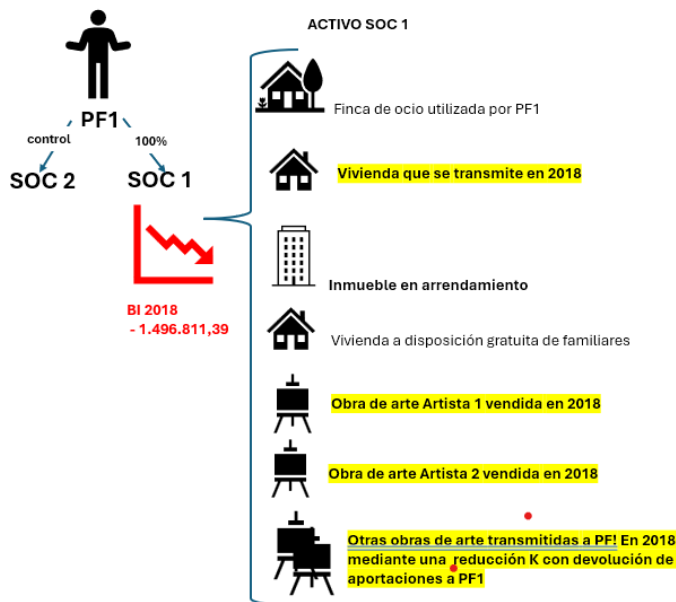 ACTIVO SOC 1
PF1
control
100%
SOC 2
SOC 1
BI 2018
- 1.496.811,39
Finca de ocio utilizada por PF1
Vivienda que se transmite en 2018
Inmueble en arrendamiento
Vivienda a disposición gratuita de familiares
Obra de arte Artista 1 vendida en 2018
Obra de arte Artista 2 vendida en 2018
Otras obras de arte transmitidas a PF! En 2018
mediante una reducción K con devolución de
aportaciones a PF1